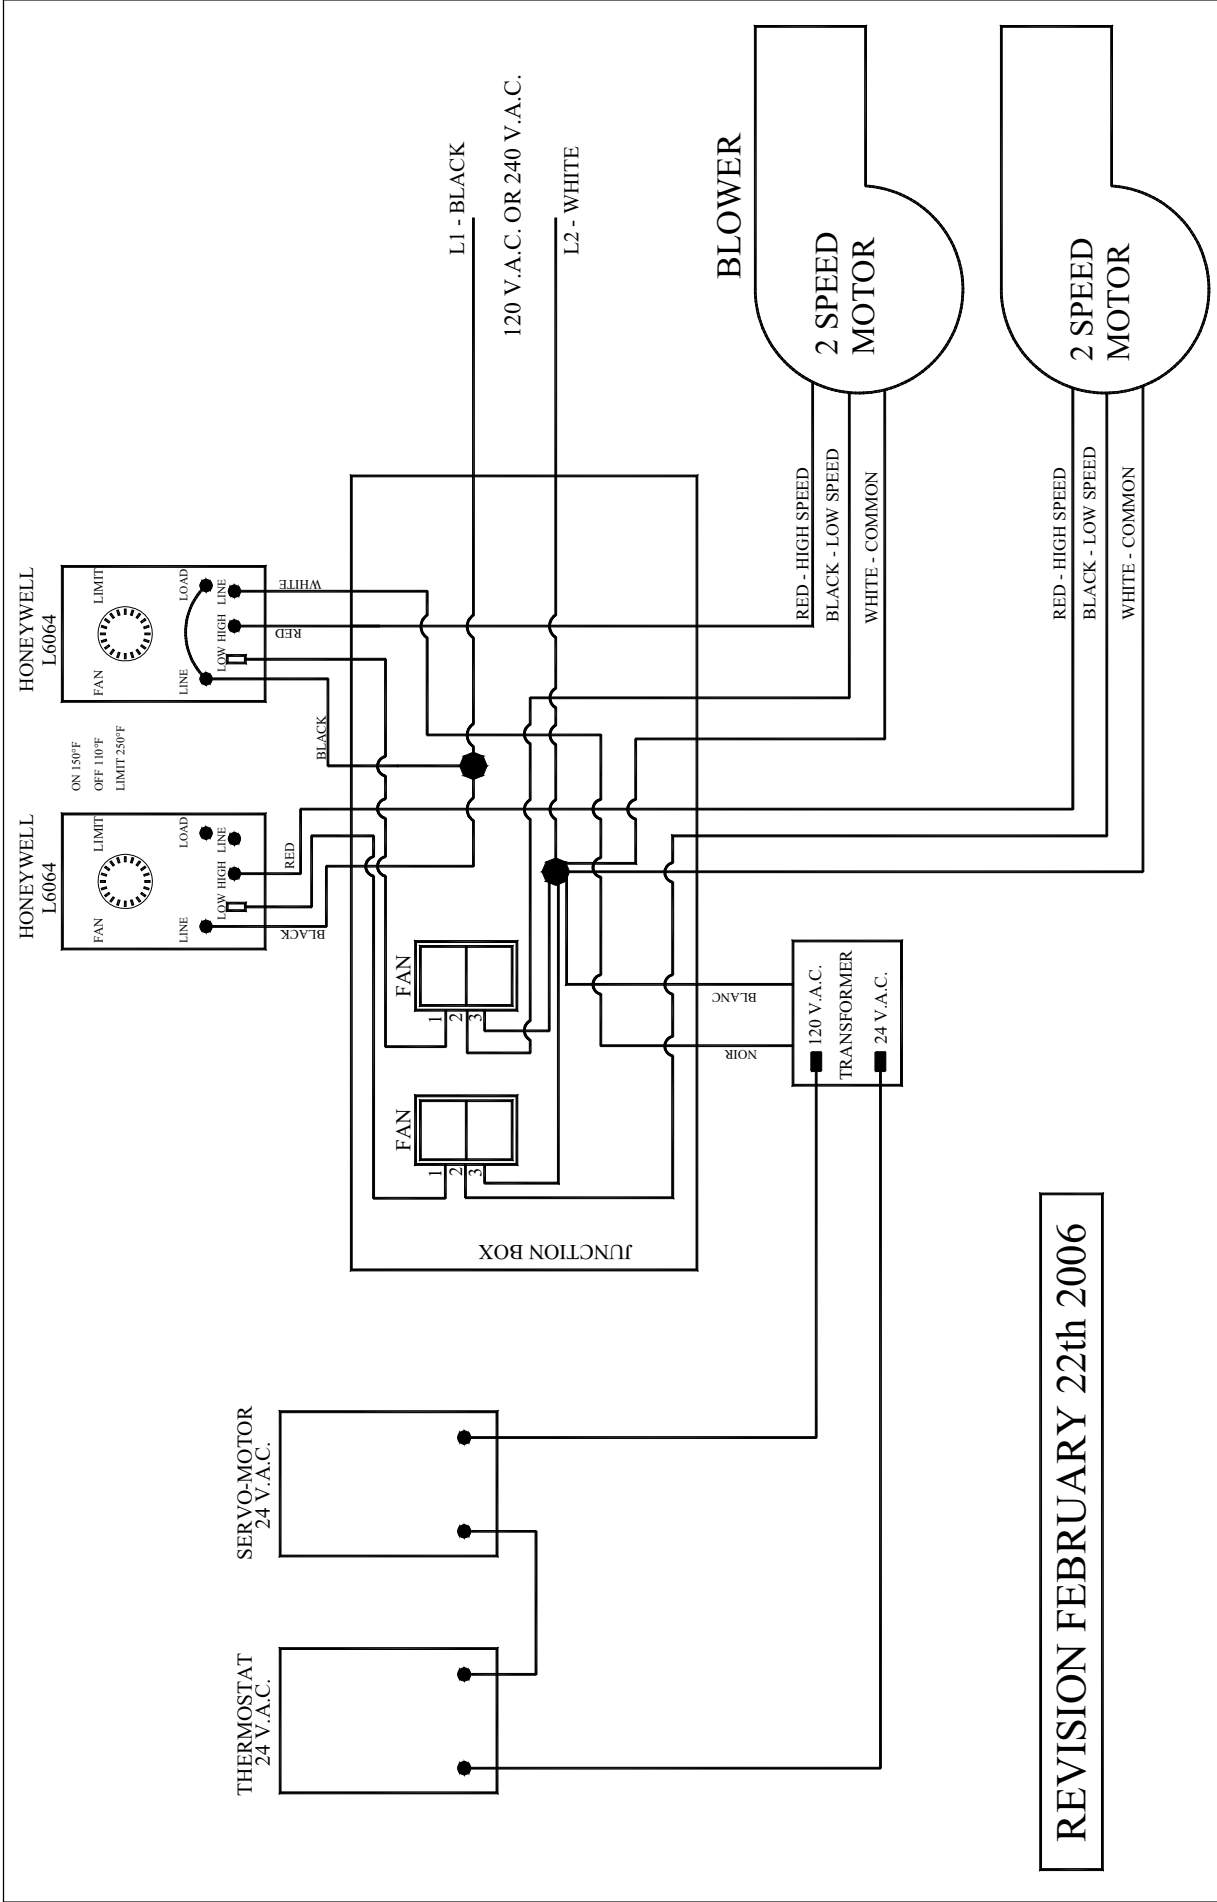 HONEYWELL
L6064
FAN
LIMIT
LINE
LOAD
LOW
HIGH
LINE
BLACK
RED
ON 150°F
OFF 110°F
LIMIT 250°F
HONEYWELL
L6064
FAN
LIMIT
LINE
LOAD
LOW
HIGH
LINE
BLACK
RED
WHITE
THERMOSTAT
24 V.A.C.
SERVO-MOTOR
24 V.A.C.
JUNCTION BOX
FAN
1
2
3
FAN
1
2
3
L1 - BLACK
120 V.A.C. OR 240 V.A.C.
L2 - WHITE
NOIR
BLANC
120 V.A.C.
TRANSFORMER
24 V.A.C.
BLOWER
RED - HIGH SPEED
BLACK - LOW SPEED
WHITE - COMMON
2 SPEED
MOTOR
RED - HIGH SPEED
BLACK - LOW SPEED
WHITE - COMMON
2 SPEED
MOTOR
REVISION FEBRUARY 22th 2006